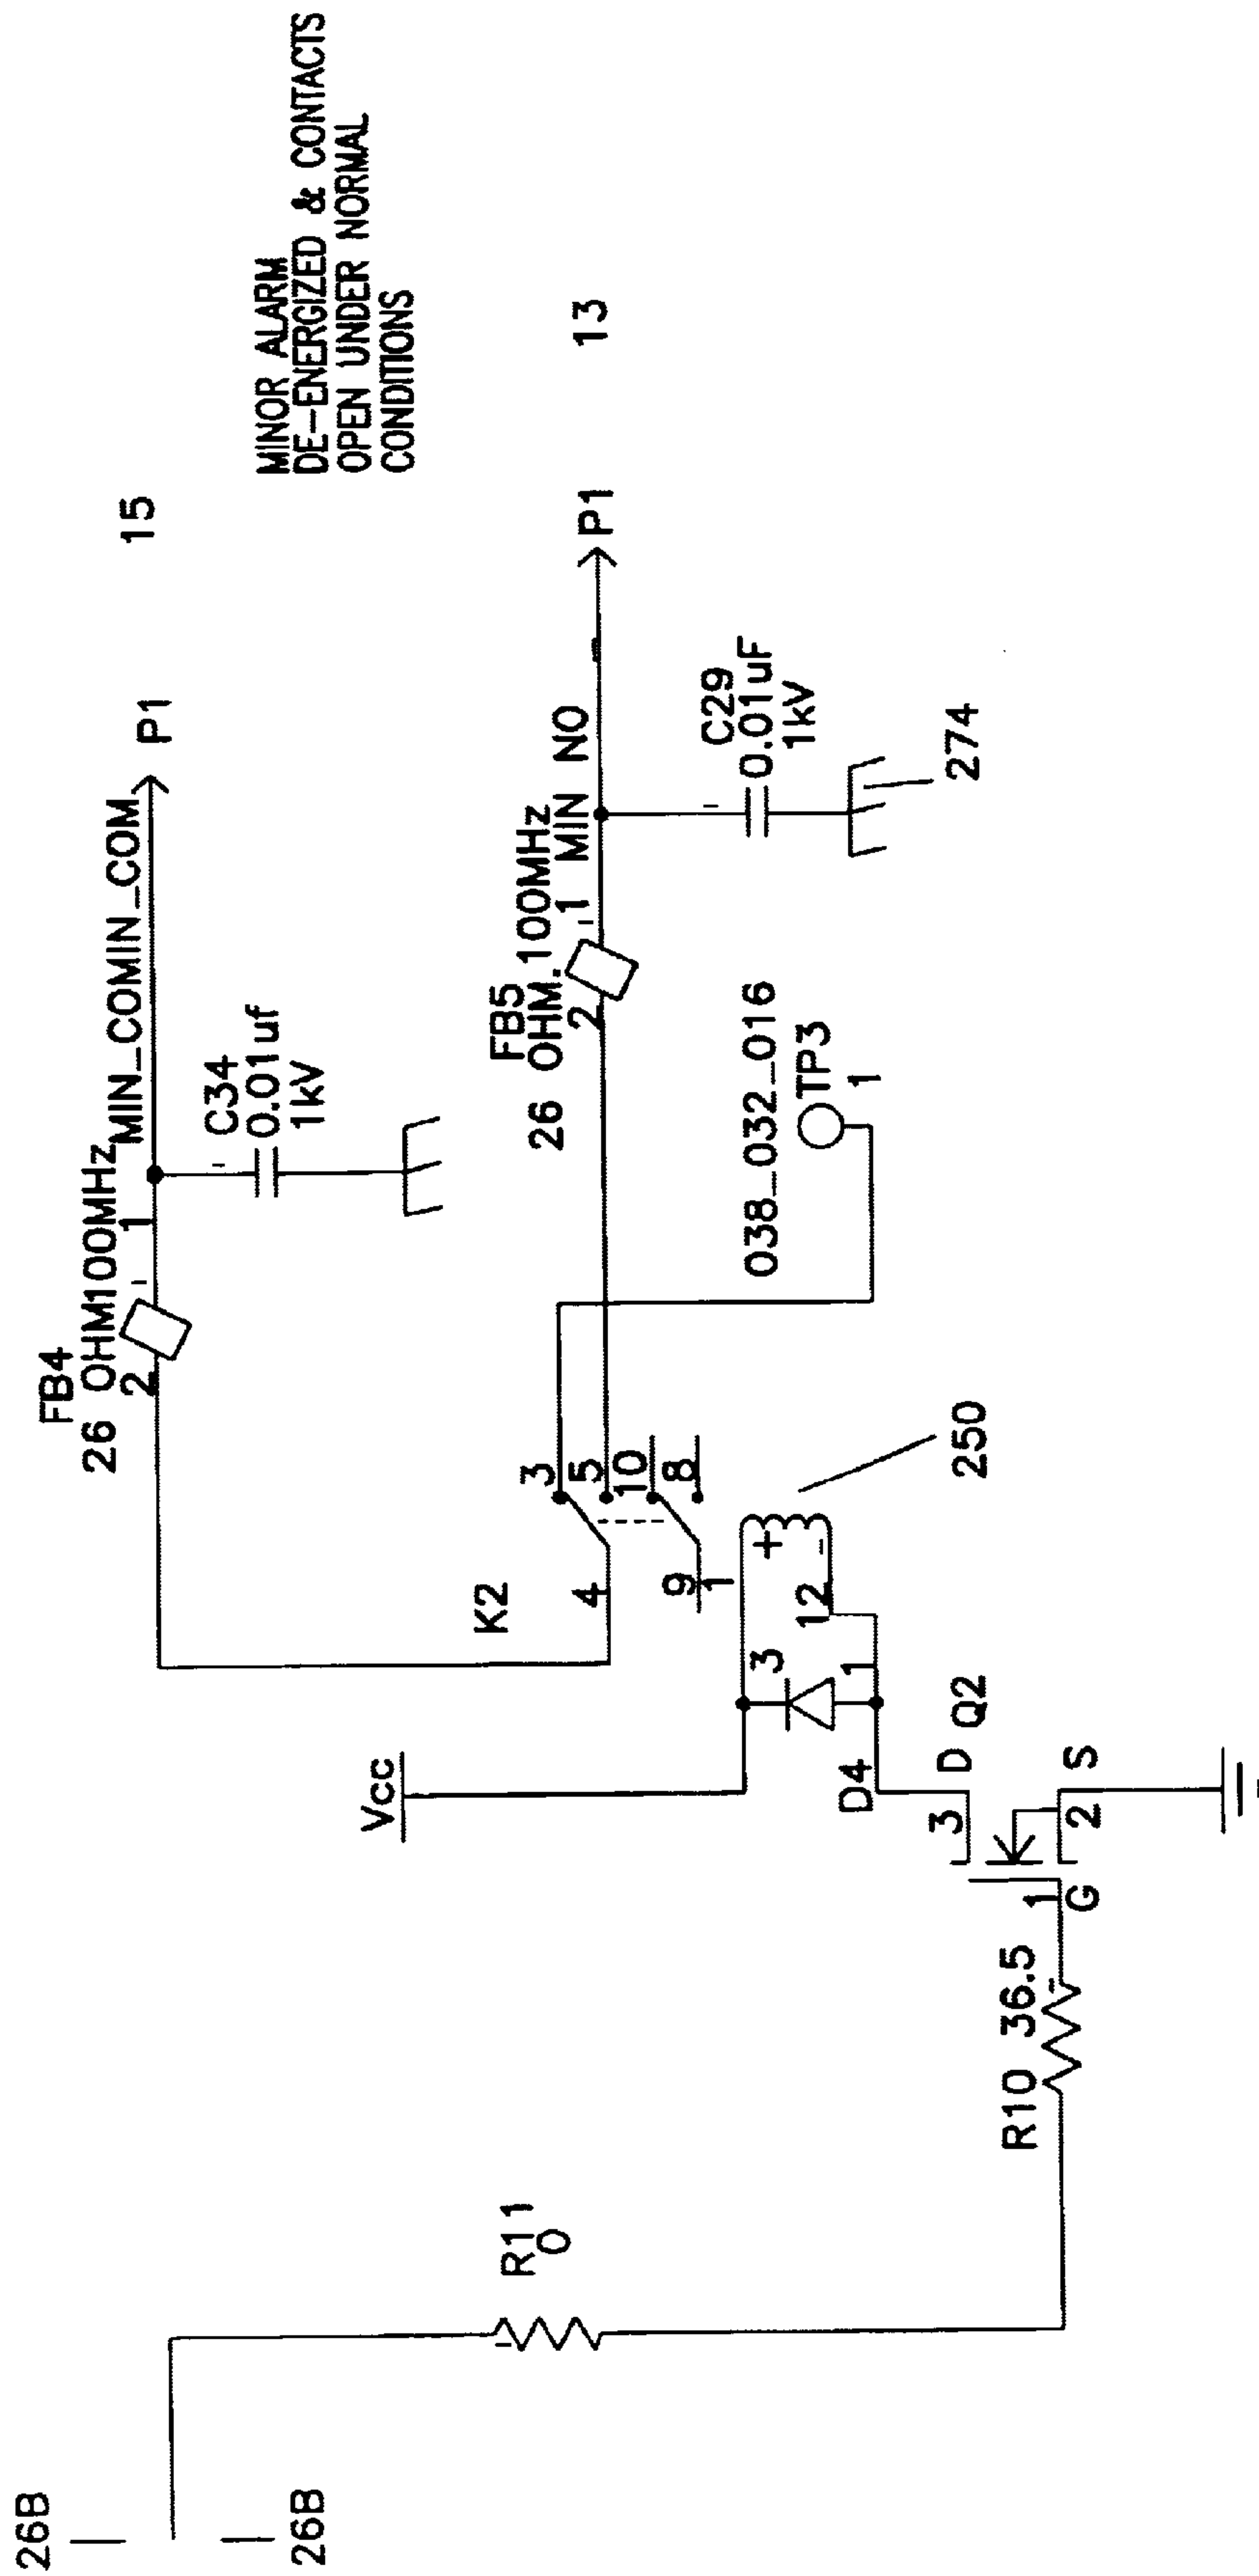 26B
26B
R11
0
R10 36.5
Vcc
D4
3
1
3
D
Q2
1
G
2
S
K2
4
3
5
10
8
9
1
12
+
-
250
FB4
26 OHM100MHz
2
1
MIN_COMIN_COM
P1
15
C34
0.01uf
1kV
FB5
26 OHM.100MHz
2
1
MIN NO
P1
13
C29
0.01uF
1kV
274
038_032_016
TP3
1
MINOR ALARM
DE-ENERGIZED & CONTACTS
OPEN UNDER NORMAL
CONDITIONS